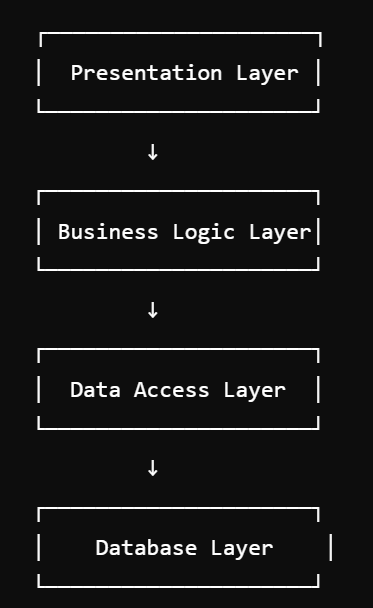 Presentation Layer
↓
Business Logic Layer
↓
Data Access Layer
↓
Database Layer